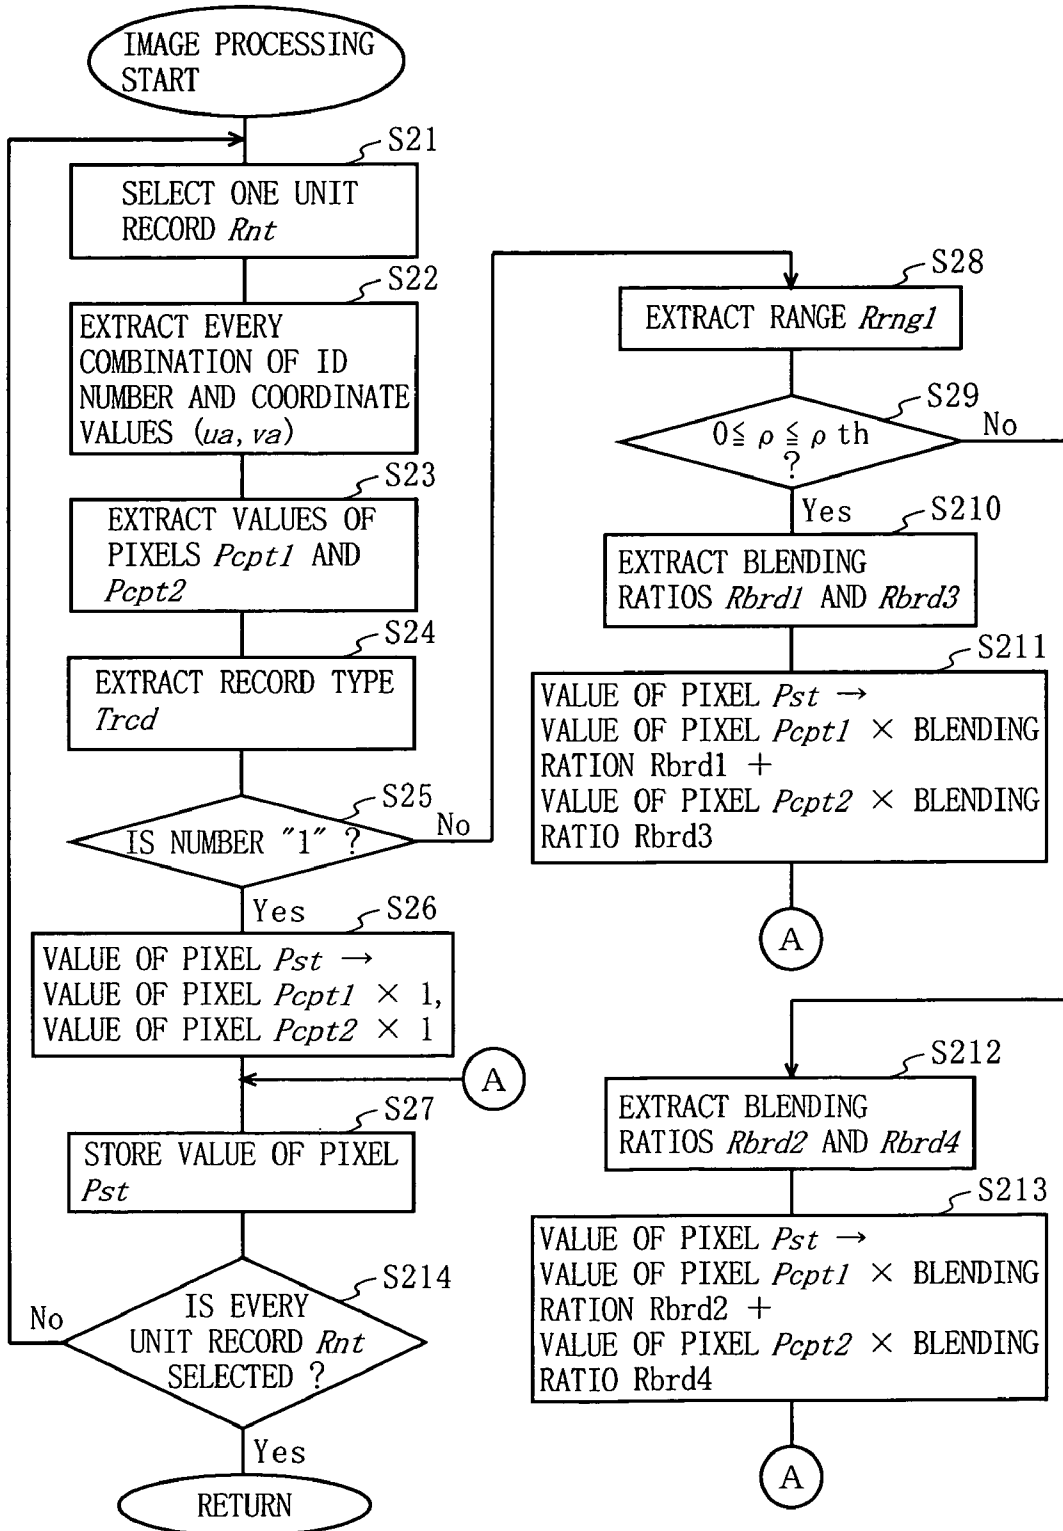 IMAGE PROCESSING
START
S21
SELECT ONE UNIT
RECORD Rnt
S22
EXTRACT EVERY
COMBINATION OF ID
NUMBER AND COORDINATE
VALUES (ua, va)
S23
EXTRACT VALUES OF
PIXELS Pcpt1 AND
Pcpt2
S24
EXTRACT RECORD TYPE
Trcd
S25
IS NUMBER "1" ?
No
Yes
S26
VALUE OF PIXEL Pst →
VALUE OF PIXEL Pcpt1 × 1,
VALUE OF PIXEL Pcpt2 × 1
A
S27
STORE VALUE OF PIXEL
Pst
S214
IS EVERY
UNIT RECORD Rnt
SELECTED ?
No
Yes
RETURN
S28
EXTRACT RANGE Rrng1
S29
0≦ ρ ≦ ρ th
?
No
Yes
S210
EXTRACT BLENDING
RATIOS Rbrd1 AND Rbrd3
S211
VALUE OF PIXEL Pst →
VALUE OF PIXEL Pcpt1 × BLENDING
RATION Rbrd1 +
VALUE OF PIXEL Pcpt2 × BLENDING
RATIO Rbrd3
A
S212
EXTRACT BLENDING
RATIOS Rbrd2 AND Rbrd4
S213
VALUE OF PIXEL Pst →
VALUE OF PIXEL Pcpt1 × BLENDING
RATION Rbrd2 +
VALUE OF PIXEL Pcpt2 × BLENDING
RATIO Rbrd4
A